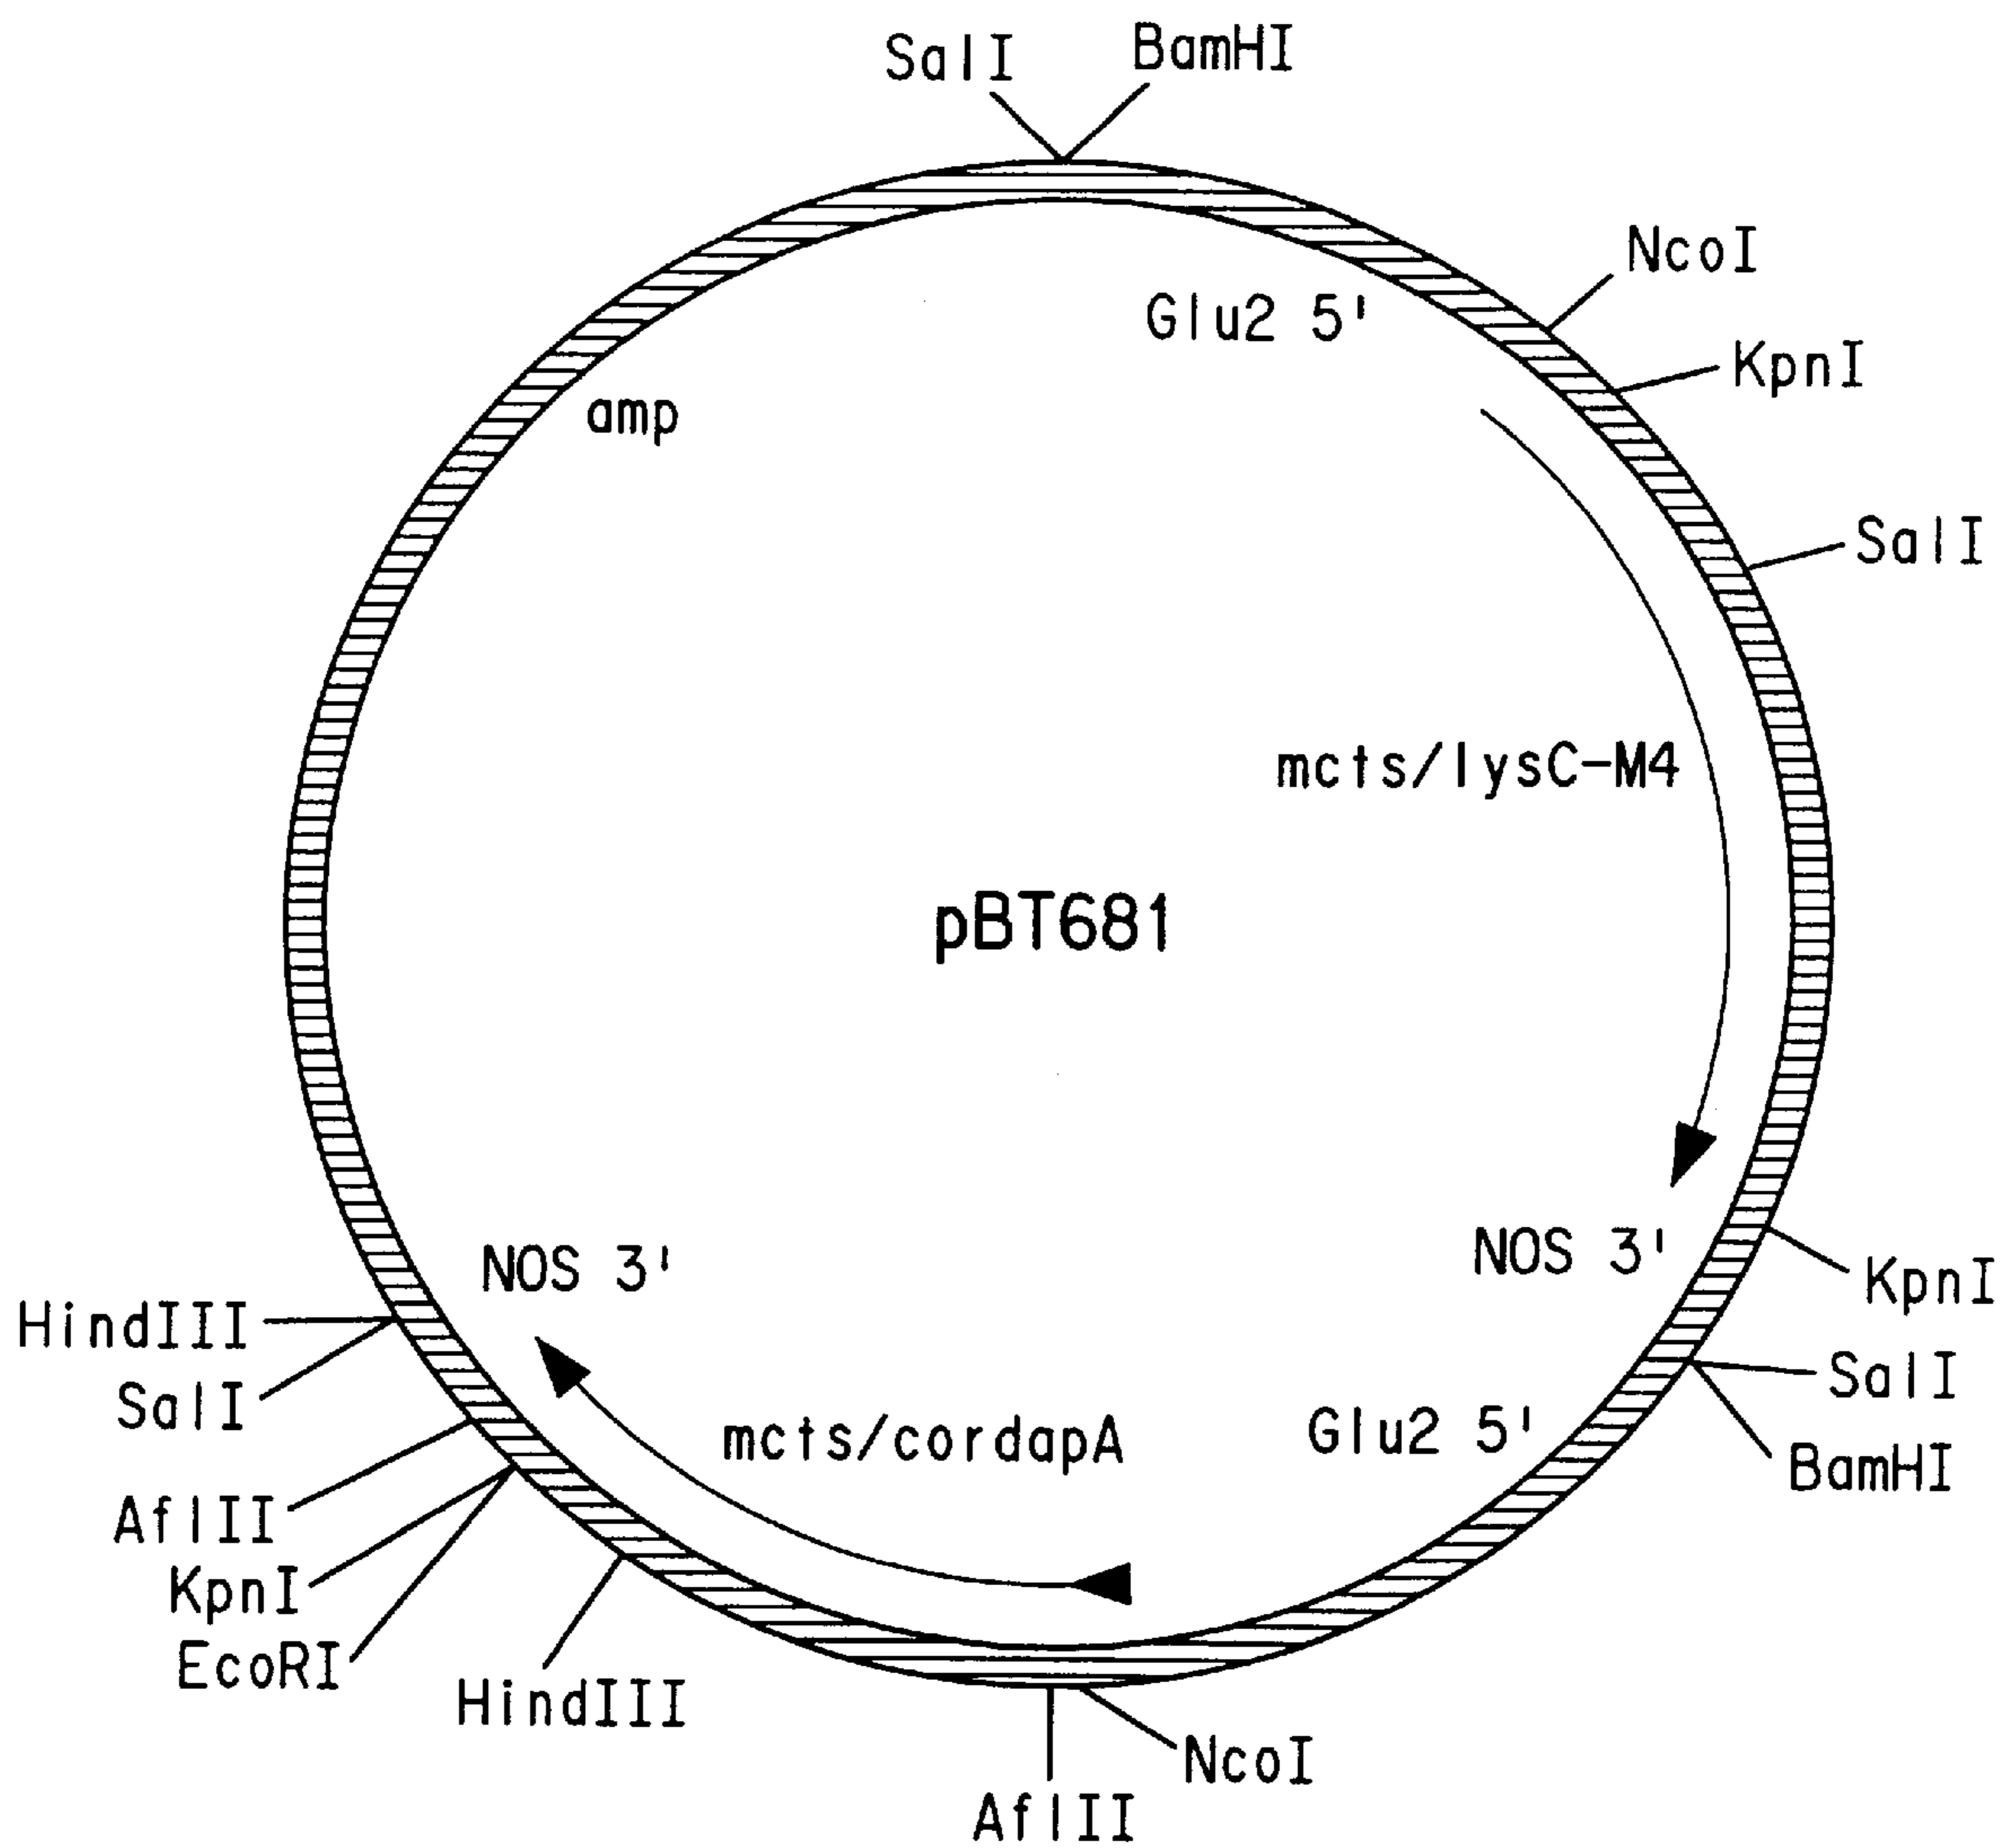 SalI
BamHI
NcoI
Glu2 5'
KpnI
amp
SalI
mcts/lysC-M4
pBT681
NOS 3'
NOS 3'
KpnI
HindIII
SalI
SalI
mcts/cordapA
Glu2 5'
BamHI
AflII
KpnI
EcoRI
HindIII
NcoI
AflII